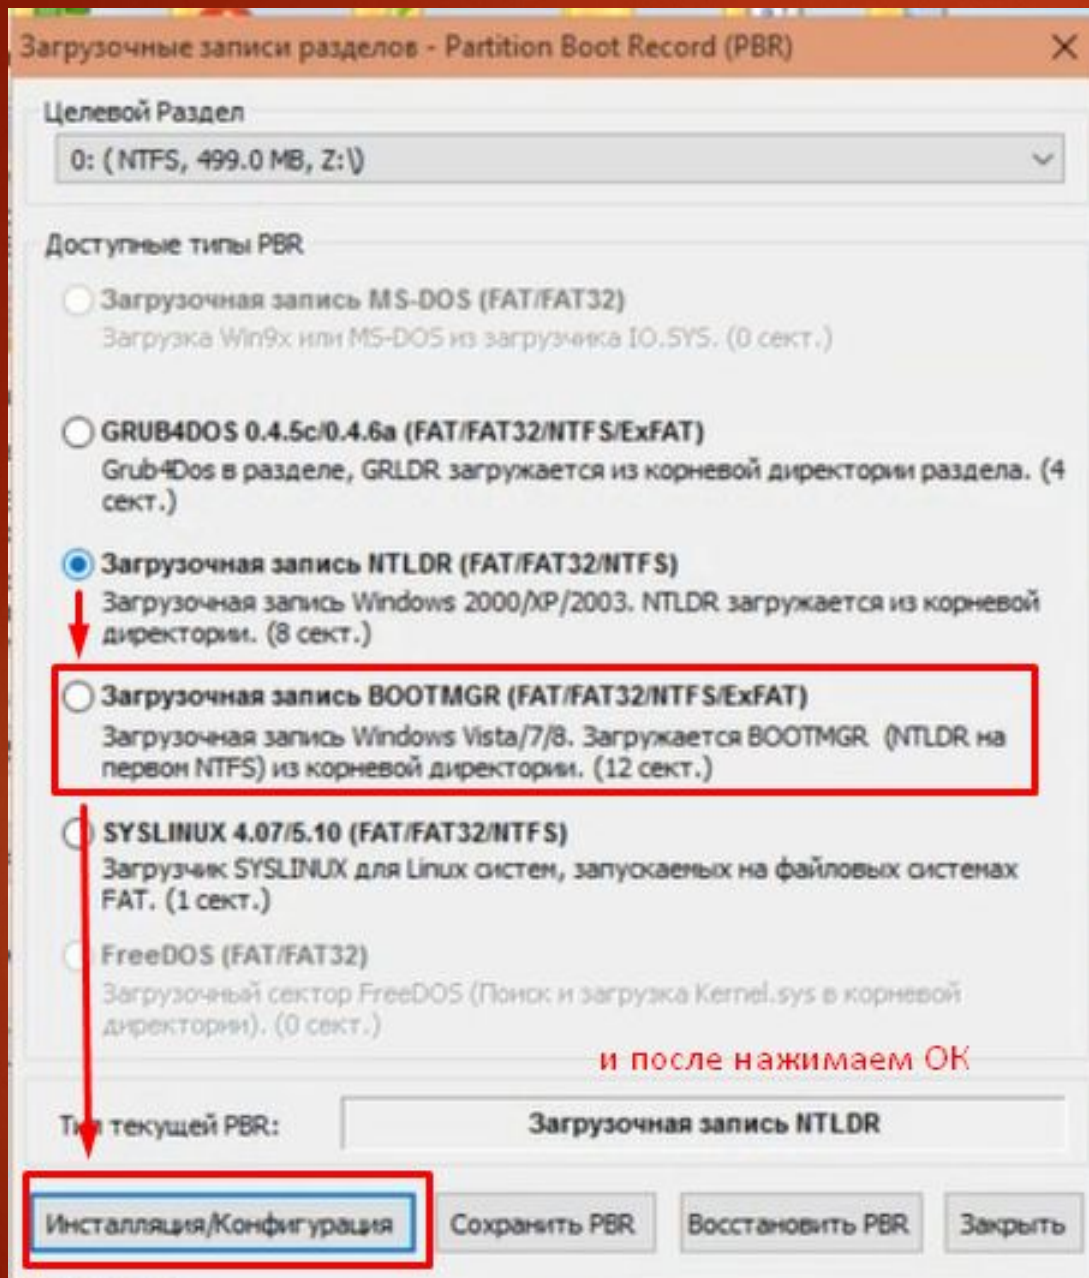 Загрузочные записи разделов - Partition Boot Record (PBR)
Целевой Раздел
0: ( NTFS, 499.0 MB, Z:\)
Доступные типы PBR
Загрузочная запись MS-DOS (FAT/FAT32)
Загрузка Win9x или MS-DOS из загрузчика IO.SYS. (0 сект.)
GRUB4DOS 0.4.5c/0.4.6a (FAT/FAT32/NTFS/ExFAT)
Grub4Dos в разделе, GRLDR загружается из корневой директории раздела. (4
сект.)
Загрузочная запись NTLDR (FAT/FAT32/NTFS)
Загрузочная запись Windows 2000/XP/2003. NTLDR загружается из корневой
директории. (8 сект.)
Загрузочная запись BOOTMGR (FAT/FAT32/NTFS/ExFAT)
Загрузочная запись Windows Vista/7/8. Загружается BOOTMGR (NTLDR на
первом NTFS) из корневой директории. (12 сект.)
SYSLINUX 4.07/5.10 (FAT/FAT32/NTFS)
Загрузчик SYSLINUX для Linux систем, запускаемых на файловых системах
FAT. (1 сект.)
FreeDOS (FAT/FAT32)
Загрузочный сектор FreeDOS (Поиск и загрузка Kernel.sys в корневой
директории). (0 сект.)
и после нажимаем ОК
Тип текущей PBR:
Загрузочная запись NTLDR
Инсталляция/Конфигурация
Сохранить PBR
Восстановить PBR
Закрыть